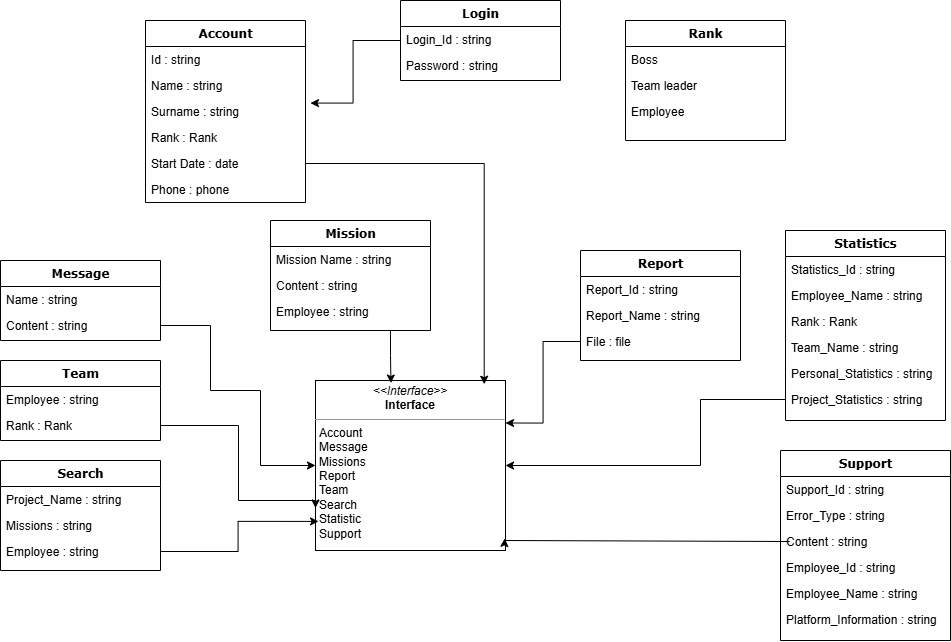 Login
Login_Id : string
Password : string
Account
Id : string
Name : string
Surname : string
Rank : Rank
Start Date : date
Phone : phone
Rank
Boss
Team leader
Employee
Mission
Mission Name : string
Content : string
Employee : string
Message
Name : string
Content : string
Team
Employee : string
Rank : Rank
Search
Project_Name : string
Missions : string
Employee : string
Report
Report_Id : string
Report_Name : string
File : file
Statistics
Statistics_Id : string
Employee_Name : string
Rank : Rank
Team_Name : string
Personal_Statistics : string
Project_Statistics : string
<<Interface>>
Interface
Account
Message
Missions
Report
Team
Search
Statistic
Support
Support
Support_Id : string
Error_Type : string
Content : string
Employee_Id : string
Employee_Name : string
Platform_Information : string